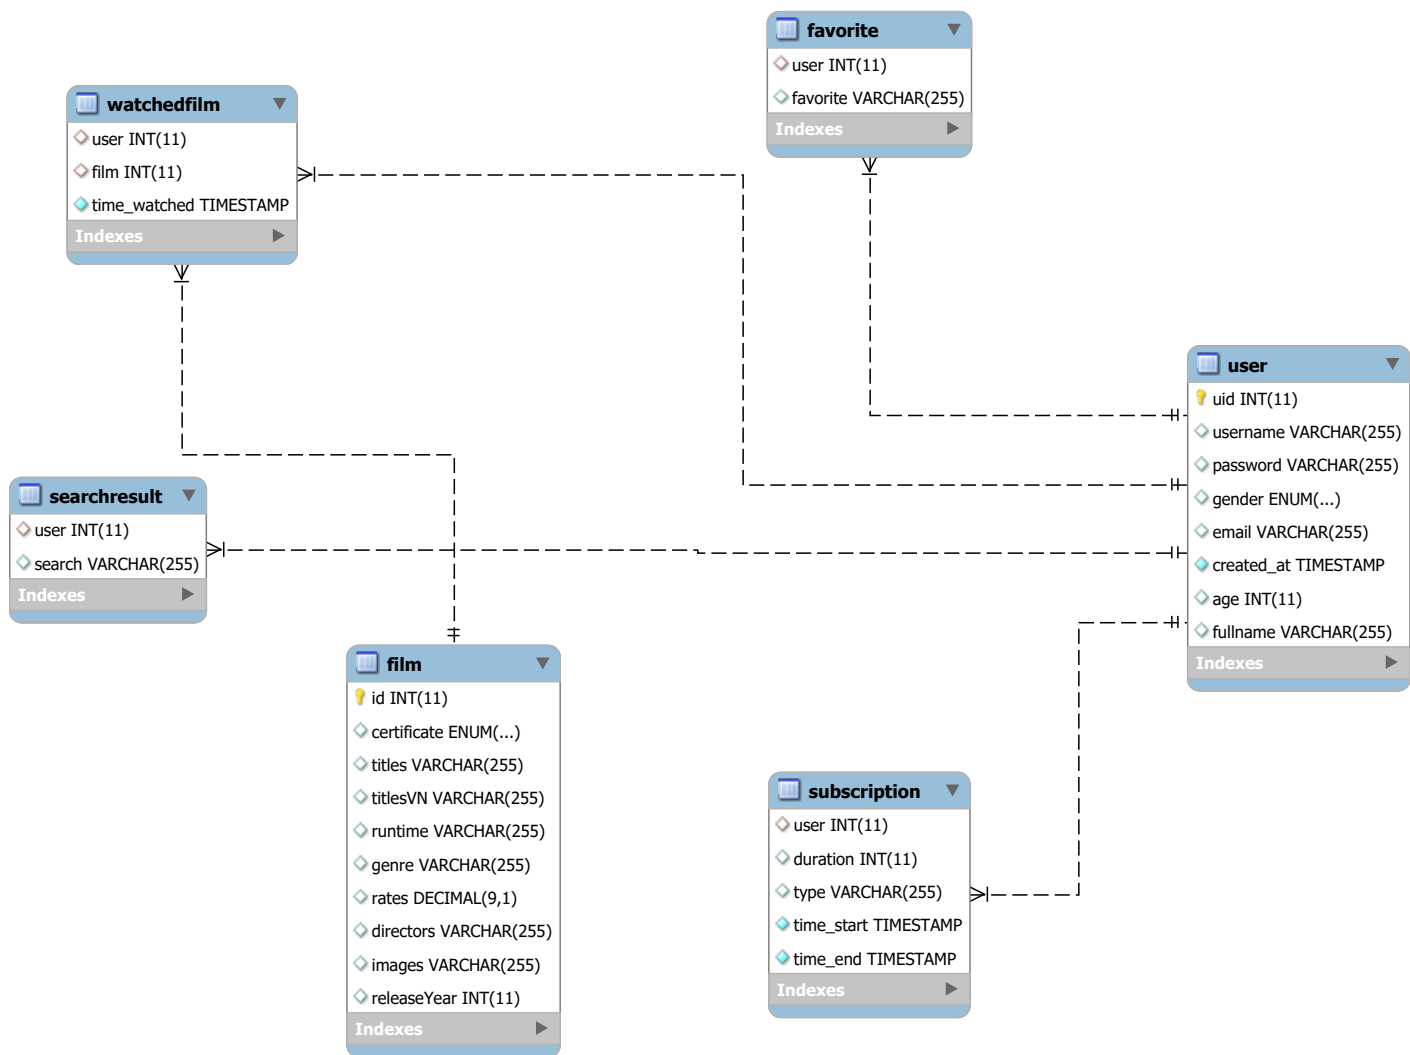 favorite
user INT(11)
favorite VARCHAR(255)
Indexes
watchedfilm
user INT(11)
film INT(11)
time_watched TIMESTAMP
Indexes
user
uid INT(11)
username VARCHAR(255)
password VARCHAR(255)
gender ENUM(...)
email VARCHAR(255)
created_at TIMESTAMP
age INT(11)
fullname VARCHAR(255)
Indexes
searchresult
user INT(11)
search VARCHAR(255)
Indexes
film
id INT(11)
certificate ENUM(...)
titles VARCHAR(255)
titlesVN VARCHAR(255)
runtime VARCHAR(255)
genre VARCHAR(255)
rates DECIMAL(9,1)
directors VARCHAR(255)
images VARCHAR(255)
releaseYear INT(11)
Indexes
subscription
user INT(11)
duration INT(11)
type VARCHAR(255)
time_start TIMESTAMP
time_end TIMESTAMP
Indexes